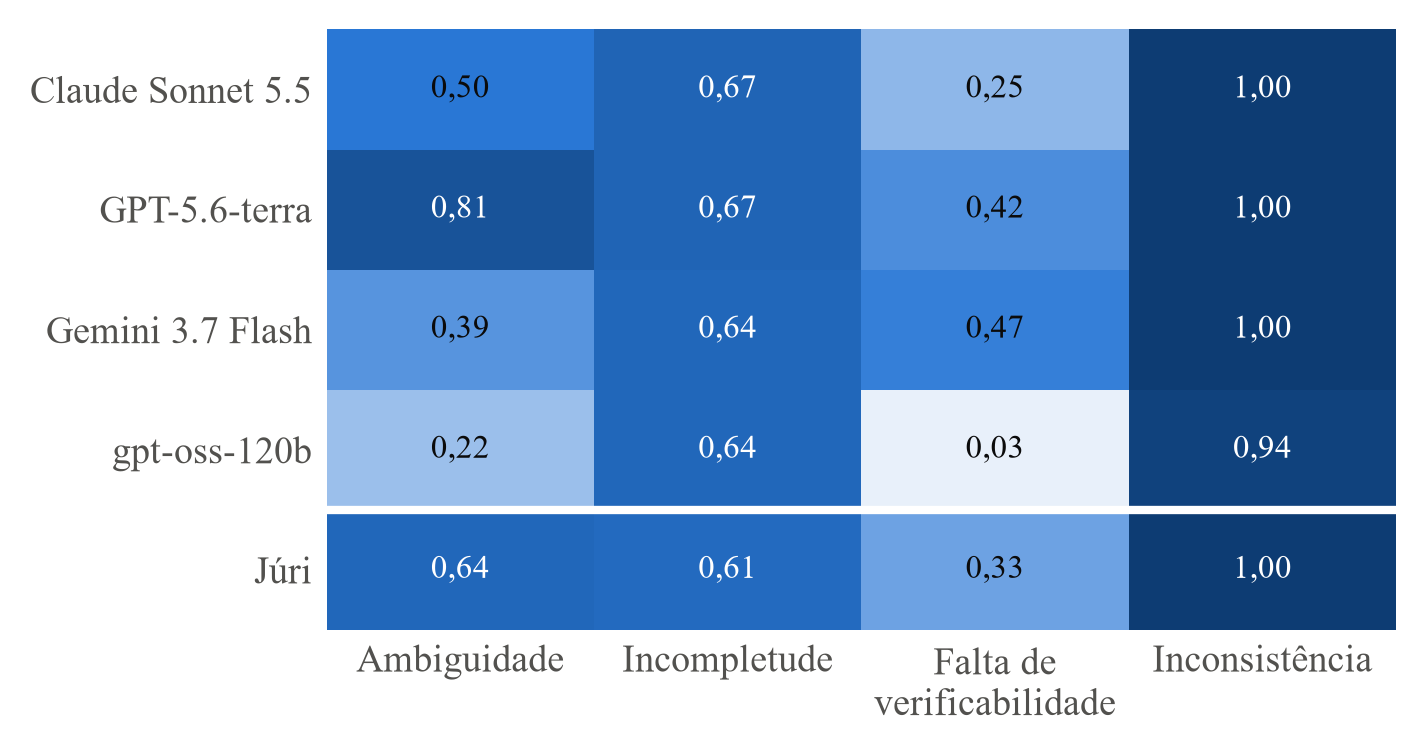 Claude Sonnet 5.5 0,50 0,67 0,25 1,00
GPT-5.6-terra 0,81 0,67 0,42 1,00
Gemini 3.7 Flash 0,39 0,64 0,47 1,00
gpt-oss-120b 0,22 0,64 0,03 0,94
Júri 0,64 0,61 0,33 1,00
Ambiguidade Incompletude Falta de verificabilidade Inconsistência